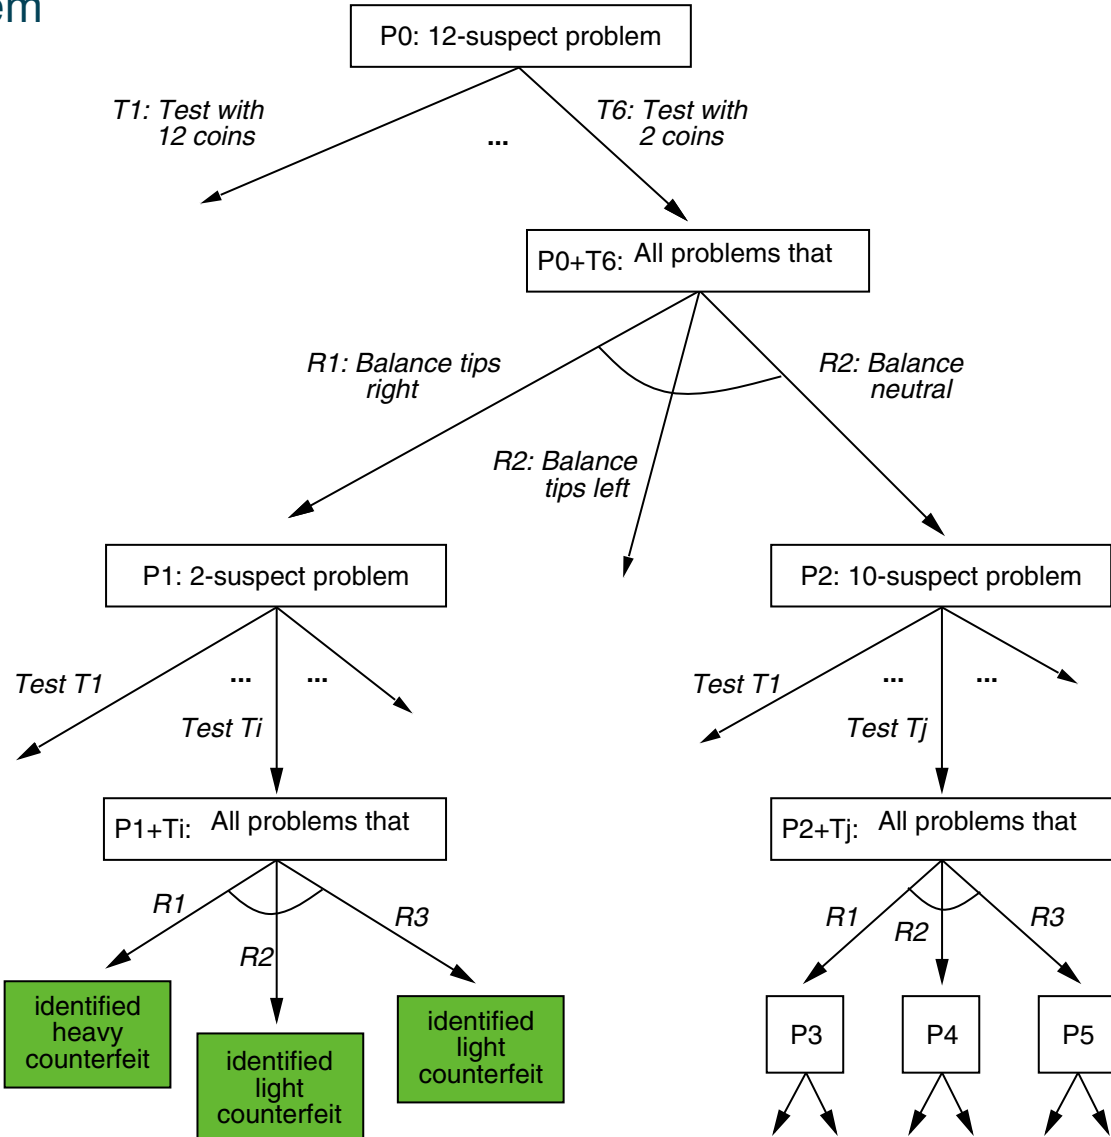 em
P0: 12-suspect problem
T1: Test with
12 coins
...
T6: Test with
2 coins
P0+T6: All problems that
R1: Balance tips
right
R2: Balance
neutral
R2: Balance
tips left
P1: 2-suspect problem
P2: 10-suspect problem
Test T1
...
...
Test Ti
Test T1
...
...
Test Tj
P1+Ti: All problems that
P2+Tj: All problems that
R1
R2
R3
R1
R2
R3
identified
heavy
counterfeit
identified
light
counterfeit
identified
light
counterfeit
P3
P4
P5